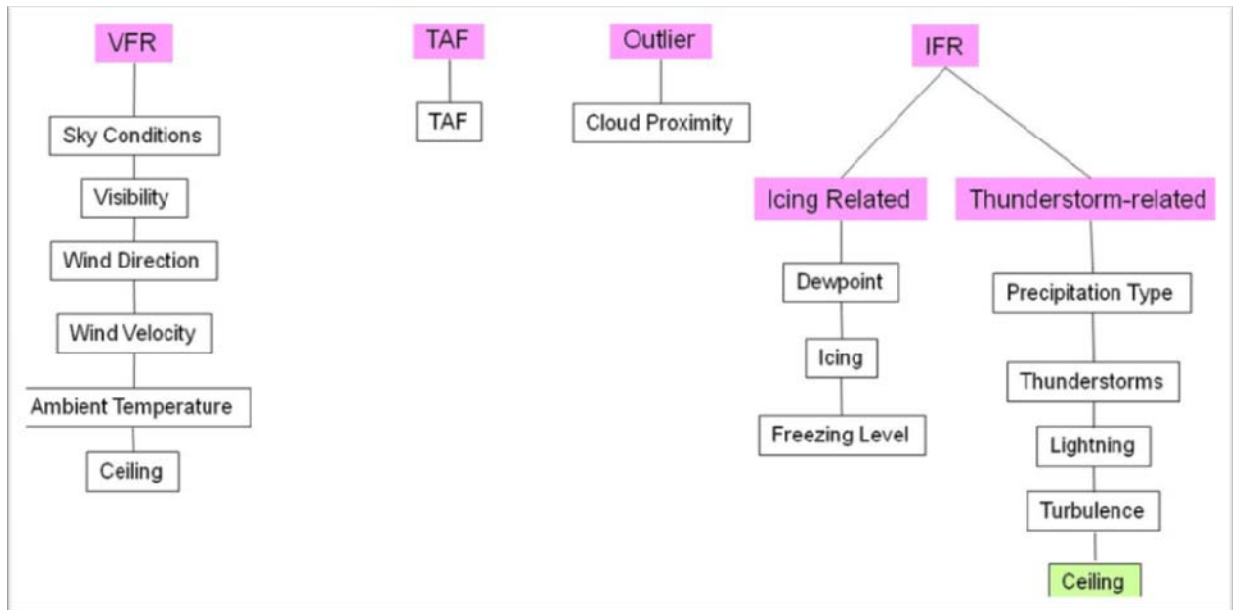 VFR
Sky Conditions
Visibility
Wind Direction
Wind Velocity
Ambient Temperature
Ceiling
TAF
TAF
Outlier
Cloud Proximity
IFR
Icing Related
Dewpoint
Icing
Freezing Level
Thunderstorm-related
Precipitation Type
Thunderstorms
Lightning
Turbulence
Ceiling